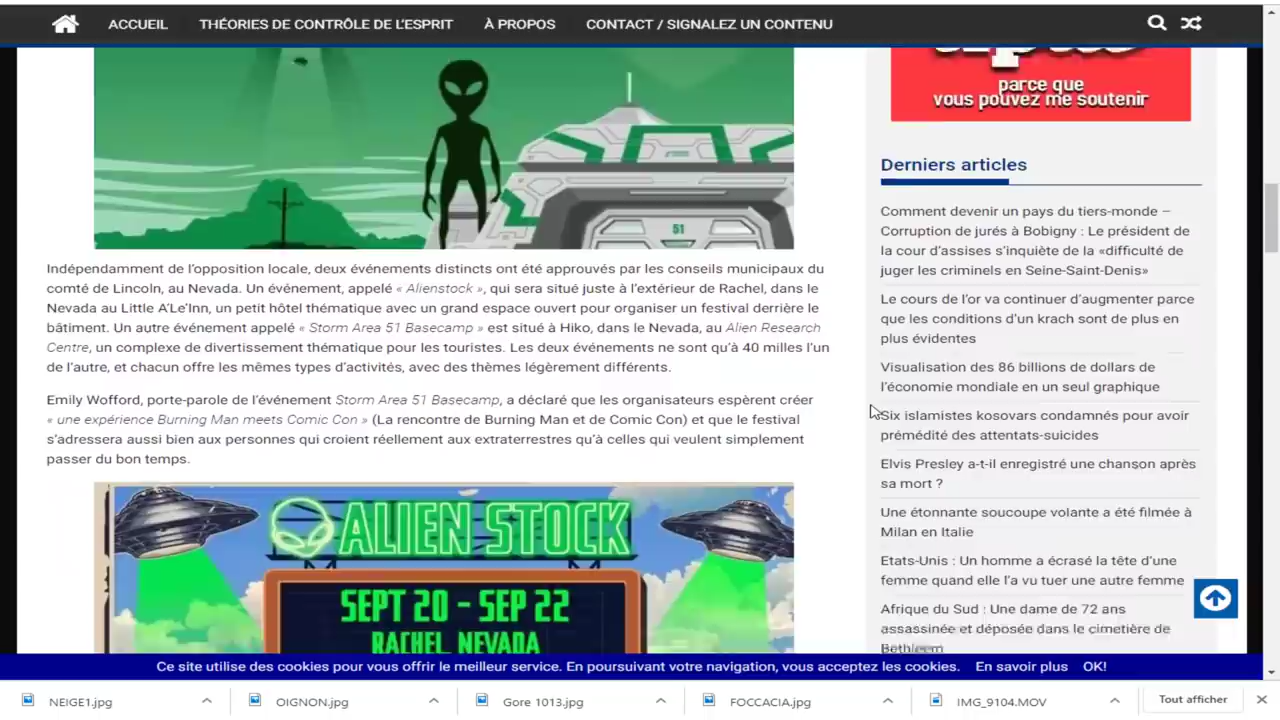 ACCUEIL THÉORIES DE CONTRÔLE DE L'ESPRIT À PROPOS CONTACT / SIGNALEZ UN CONTENU
51
Indépendamment de l'opposition locale, deux événements distincts ont été approuvés par les conseils municipaux du
comté de Lincoln, au Nevada. Un événement, appelé « Alienstock », qui sera situé juste à l'extérieur de Rachel, dans le
Nevada au Little A'Le'Inn, un petit hôtel thématique avec un grand espace ouvert pour organiser un festival derrière le
bâtiment. Un autre événement appelé « Storm Area 51 Basecamp » est situé à Hiko, dans le Nevada, au Alien Research
Centre, un complexe de divertissement thématique pour les touristes. Les deux événements ne sont qu'à 40 milles l'un
de l'autre, et chacun offre les mêmes types d'activités, avec des thèmes légèrement différents.
Emily Wofford, porte-parole de l'événement Storm Area 51 Basecamp, a déclaré que les organisateurs espèrent créer
« une expérience Burning Man meets Comic Con » (La rencontre de Burning Man et de Comic Con) et que le festival
s'adressera aussi bien aux personnes qui croient réellement aux extraterrestres qu'à celles qui veulent simplement
passer du bon temps.
ALIEN STOCK
SEPT 20 - SEP 22
RACHEL, NEVADA
parce que
vous pouvez me soutenir
Derniers articles
Comment devenir un pays du tiers-monde –
Corruption de jurés à Bobigny : Le président de
la cour d'assises s'inquiète de la «difficulté de
juger les criminels en Seine-Saint-Denis»
Le cours de l'or va continuer d'augmenter parce
que les conditions d'un krach sont de plus en
plus évidentes
Visualisation des 86 billions de dollars de
l'économie mondiale en un seul graphique
Six islamistes kosovars condamnés pour avoir
prémédité des attentats-suicides
Elvis Presley a-t-il enregistré une chanson après
sa mort ?
Une étonnante soucoupe volante a été filmée à
Milan en Italie
Etats-Unis : Un homme a écrasé la tête d'une
femme quand elle l'a vu tuer une autre femme
Afrique du Sud : Une dame de 72 ans
assassinée et déposée dans le cimetière de
Bethleem
Ce site utilise des cookies pour vous offrir le meilleur service. En poursuivant votre navigation, vous acceptez les cookies. En savoir plus OK!
NEIGE1.jpg OIGNON.jpg Gore 1013.jpg FOCCACIA.jpg IMG_9104.MOV Tout afficher